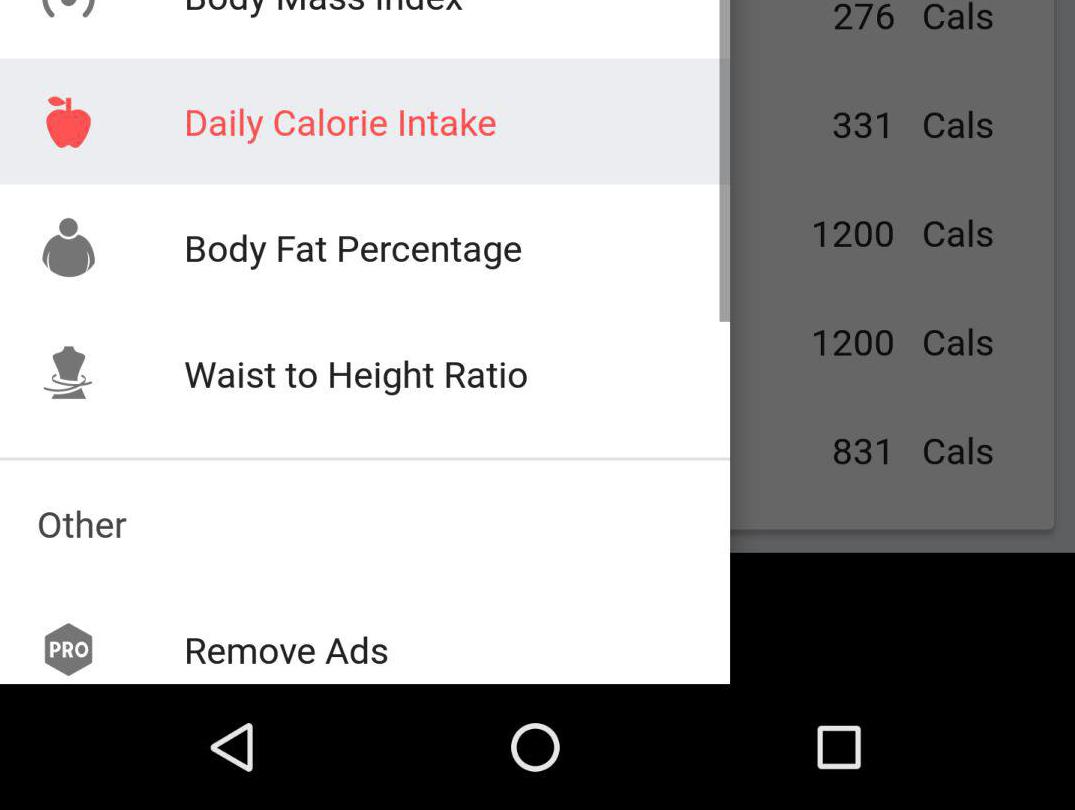 Body Mass Index
276 Cals
Daily Calorie Intake
331 Cals
Body Fat Percentage
1200 Cals
Waist to Height Ratio
1200 Cals
831 Cals
Other
PRO
Remove Ads